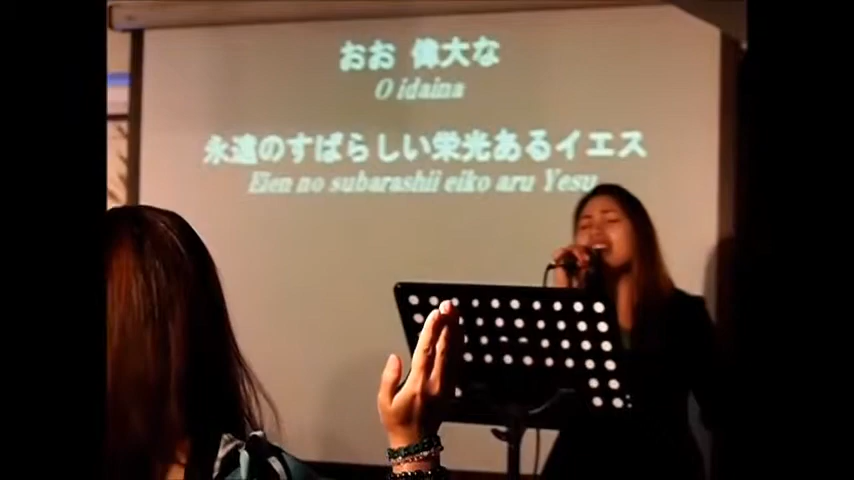 おお 偉大な
O idaina
永遠のすばらしい栄光あるイエス
Eien no subarashii eiko aru Yesu